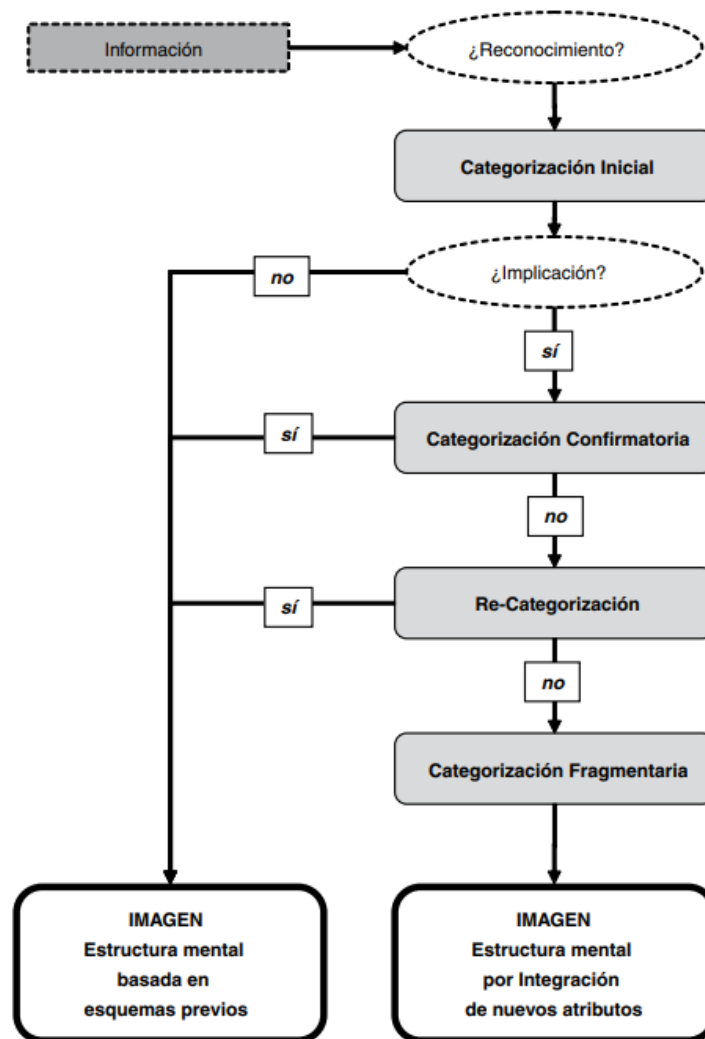 Información
¿Reconocimiento?
Categorización Inicial
no
¿Implicación?
sí
sí
Categorización Confirmatoria
no
sí
Re-Categorización
no
Categorización Fragmentaria
IMAGEN
Estructura mental
basada en
esquemas previos
IMAGEN
Estructura mental
por Integración
de nuevos atributos